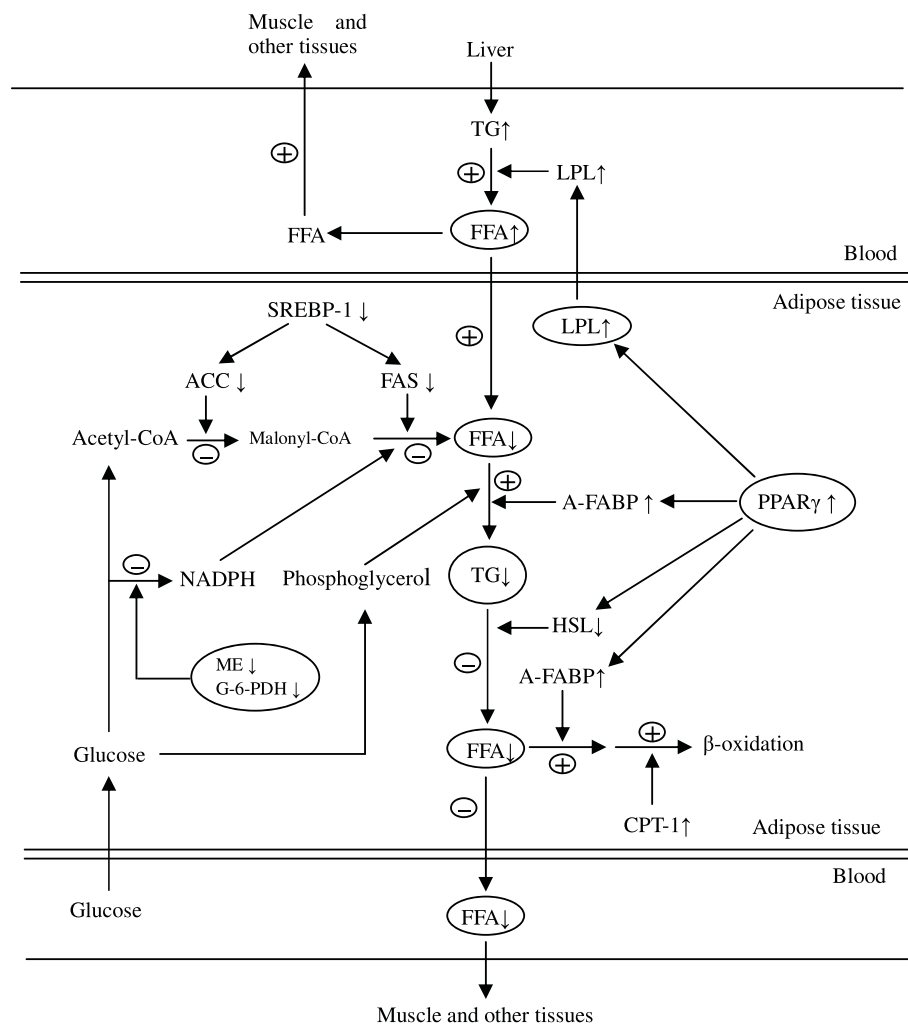 Muscle and
other tissues
Liver
TG↑
+
+
LPL↑
FFA
FFA↑
Blood
Adipose tissue
SREBP-1 ↓
+
LPL↑
ACC ↓
FAS ↓
Acetyl-CoA
−
Malonyl-CoA
−
FFA↓
+
A-FABP ↑
PPARγ ↑
−
NADPH
Phosphoglycerol
TG↓
HSL↓
ME ↓
G-6-PDH ↓
−
A-FABP↑
Glucose
FFA↓
+
+
β-oxidation
−
CPT-1↑
Adipose tissue
Blood
Glucose
FFA↓
Muscle and other tissues